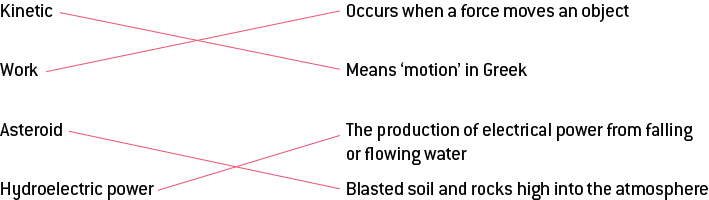 Kinetic
Occurs when a force moves an object
Work
Means ‘motion’ in Greek
Asteroid
The production of electrical power from falling
or flowing water
Hydroelectric power
Blasted soil and rocks high into the atmosphere